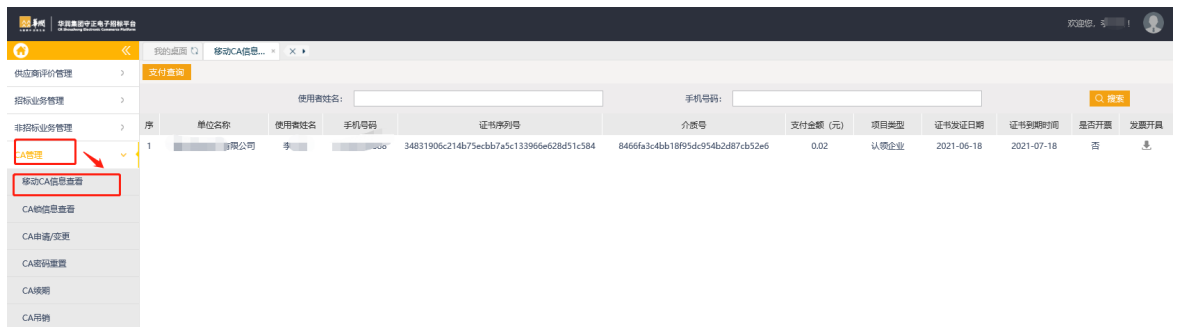 华润集团守正电子招标平台
欢迎您,
我的桌面
移动CA信息...
供应商评价管理
支付查询
招标业务管理
使用者姓名:
手机号码:
搜索
非招标业务管理
序 单位名称 使用者姓名 手机号码 证书序列号 介质号 支付金额（元） 项目类型 证书发证日期 证书到期时间 是否开票 发票开具
CA管理
1 有限公司 李 34831906c214b75ecbb7a5c133966e628d51c584 8466fa3c4bb18f95dc954b2d87cb52e6 0.02 认领企业 2021-06-18 2021-07-18 否
移动CA信息查看
CA锁信息查看
CA申请/变更
CA密码重置
CA续期
CA吊销